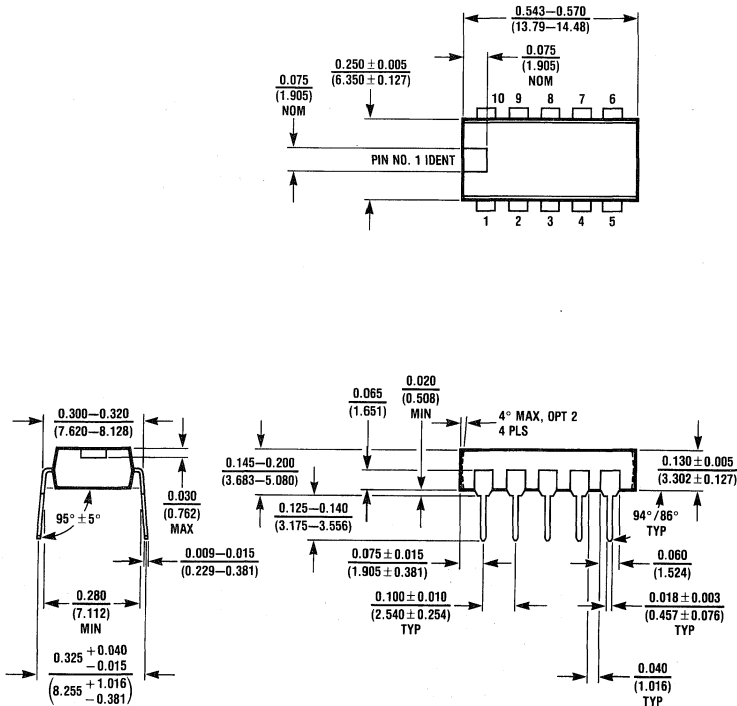 0.543–0.570
(13.79–14.48)
0.250 ± 0.005
(6.350 ± 0.127)
0.075
(1.905)
NOM
0.075
(1.905)
NOM
10 9 8 7 6
PIN NO. 1 IDENT
1 2 3 4 5
0.300–0.320
(7.620–8.128)
0.065
(1.651)
0.020
(0.508)
MIN
4° MAX, OPT 2
4 PLS
0.145–0.200
(3.683–5.080)
0.130 ± 0.005
(3.302 ± 0.127)
0.030
(0.762)
MAX
0.125–0.140
(3.175–3.556)
95° ± 5°
94°/86°
TYP
0.009–0.015
(0.229–0.381)
0.075 ± 0.015
(1.905 ± 0.381)
0.060
(1.524)
0.280
(7.112)
MIN
0.100 ± 0.010
(2.540 ± 0.254)
TYP
0.018 ± 0.003
(0.457 ± 0.076)
TYP
0.325 + 0.040
– 0.015
(8.255 + 1.016
– 0.381)
0.040
(1.016)
TYP